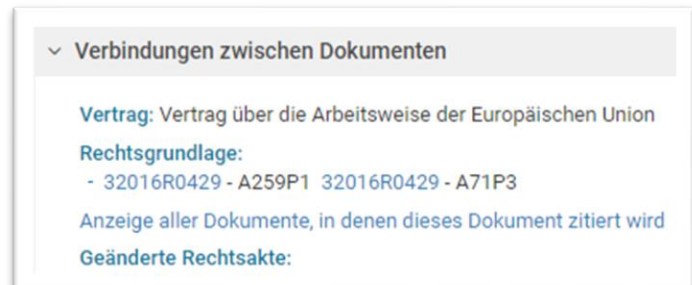 Verbindungen zwischen Dokumenten
Vertrag: Vertrag über die Arbeitsweise der Europäischen Union
Rechtsgrundlage:
- 32016R0429 - A259P1 32016R0429 - A71P3
Anzeige aller Dokumente, in denen dieses Dokument zitiert wird
Geänderte Rechtsakte: